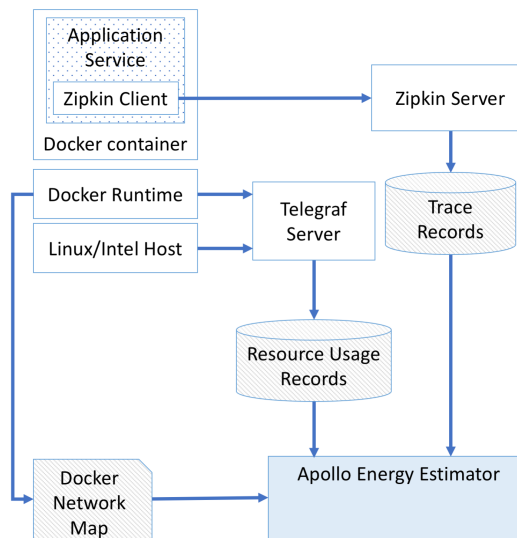 Application
Service
Zipkin Client
Docker container
Zipkin Server
Docker Runtime
Linux/Intel Host
Telegraf
Server
Trace
Records
Resource Usage
Records
Docker
Network
Map
Apollo Energy Estimator